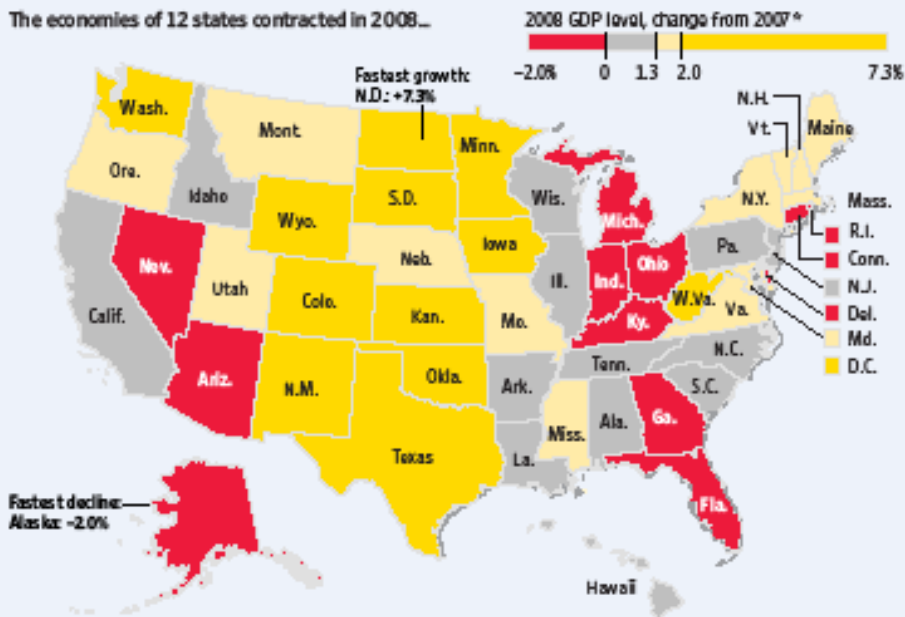 The economies of 12 states contracted in 2008...
2008 GDP level, change from 2007*
−2.0%
0
1.3
2.0
7.3%
Fastest growth:
N.D.: +7.3%
N.H.
Vt.
Maine
Wash.
Mont.
Minn.
Ore.
Idaho
S.D.
Wis.
Mich.
N.Y.
Mass.
R.I.
Conn.
N.J.
Del.
Md.
D.C.
Wyo.
Iowa
Pa.
Nev.
Neb.
Utah
Colo.
Ill.
Ind.
Ohio
W.Va.
Va.
Calif.
Kan.
Mo.
Ky.
Ariz.
N.M.
Okla.
Ark.
Tenn.
N.C.
S.C.
Texas
La.
Miss.
Ala.
Ga.
Fla.
Fastest decline:
Alaska: −2.0%
Hawaii